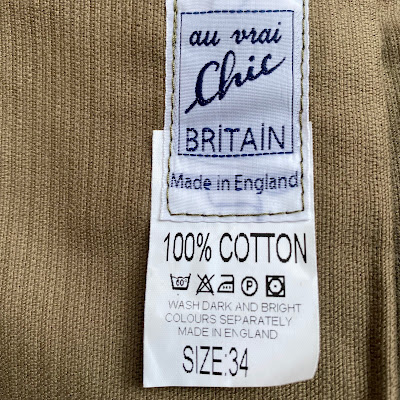 au vrai
Chic
BRITAIN
Made in England
100% COTTON
60 P
WASH DARK AND BRIGHT
COLOURS SEPARATELY
MADE IN ENGLAND
SIZE:34